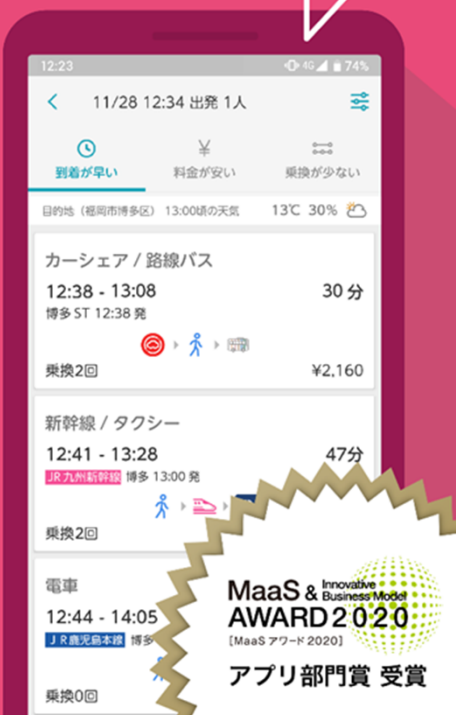 12:23
4G 74%
11/28 12:34 出発 1人
到着が早い
料金が安い
乗換が少ない
目的地（福岡市博多区） 13:00頃の天気 13℃ 30%
カーシェア / 路線バス
12:38 - 13:08 30 分
博多 ST 12:38 発
乗換2回 ¥2,160
新幹線 / タクシー
12:41 - 13:28 47分
JR九州新幹線 博多 13:00 発
乗換2回
電車
12:44 - 14:05
JR鹿児島本線 博多
乗換0回
MaaS & Innovative Business Model
AWARD2020
[MaaS アワード 2020]
アプリ部門賞 受賞